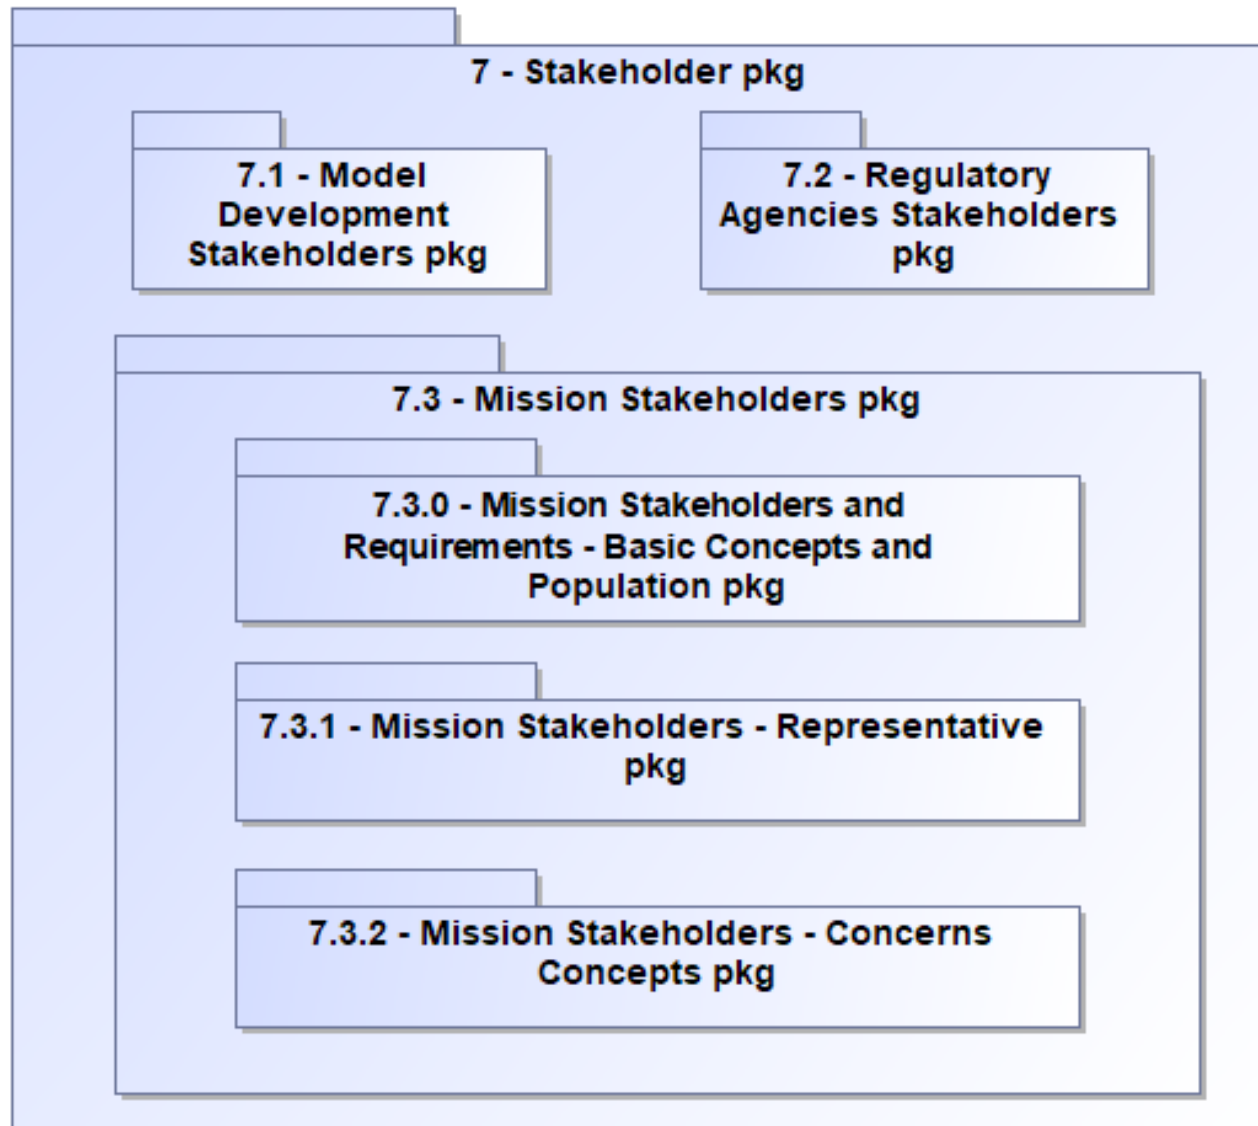 7 - Stakeholder pkg
7.1 - Model
Development
Stakeholders pkg
7.2 - Regulatory
Agencies Stakeholders
pkg
7.3 - Mission Stakeholders pkg
7.3.0 - Mission Stakeholders and
Requirements - Basic Concepts and
Population pkg
7.3.1 - Mission Stakeholders - Representative
pkg
7.3.2 - Mission Stakeholders - Concerns
Concepts pkg